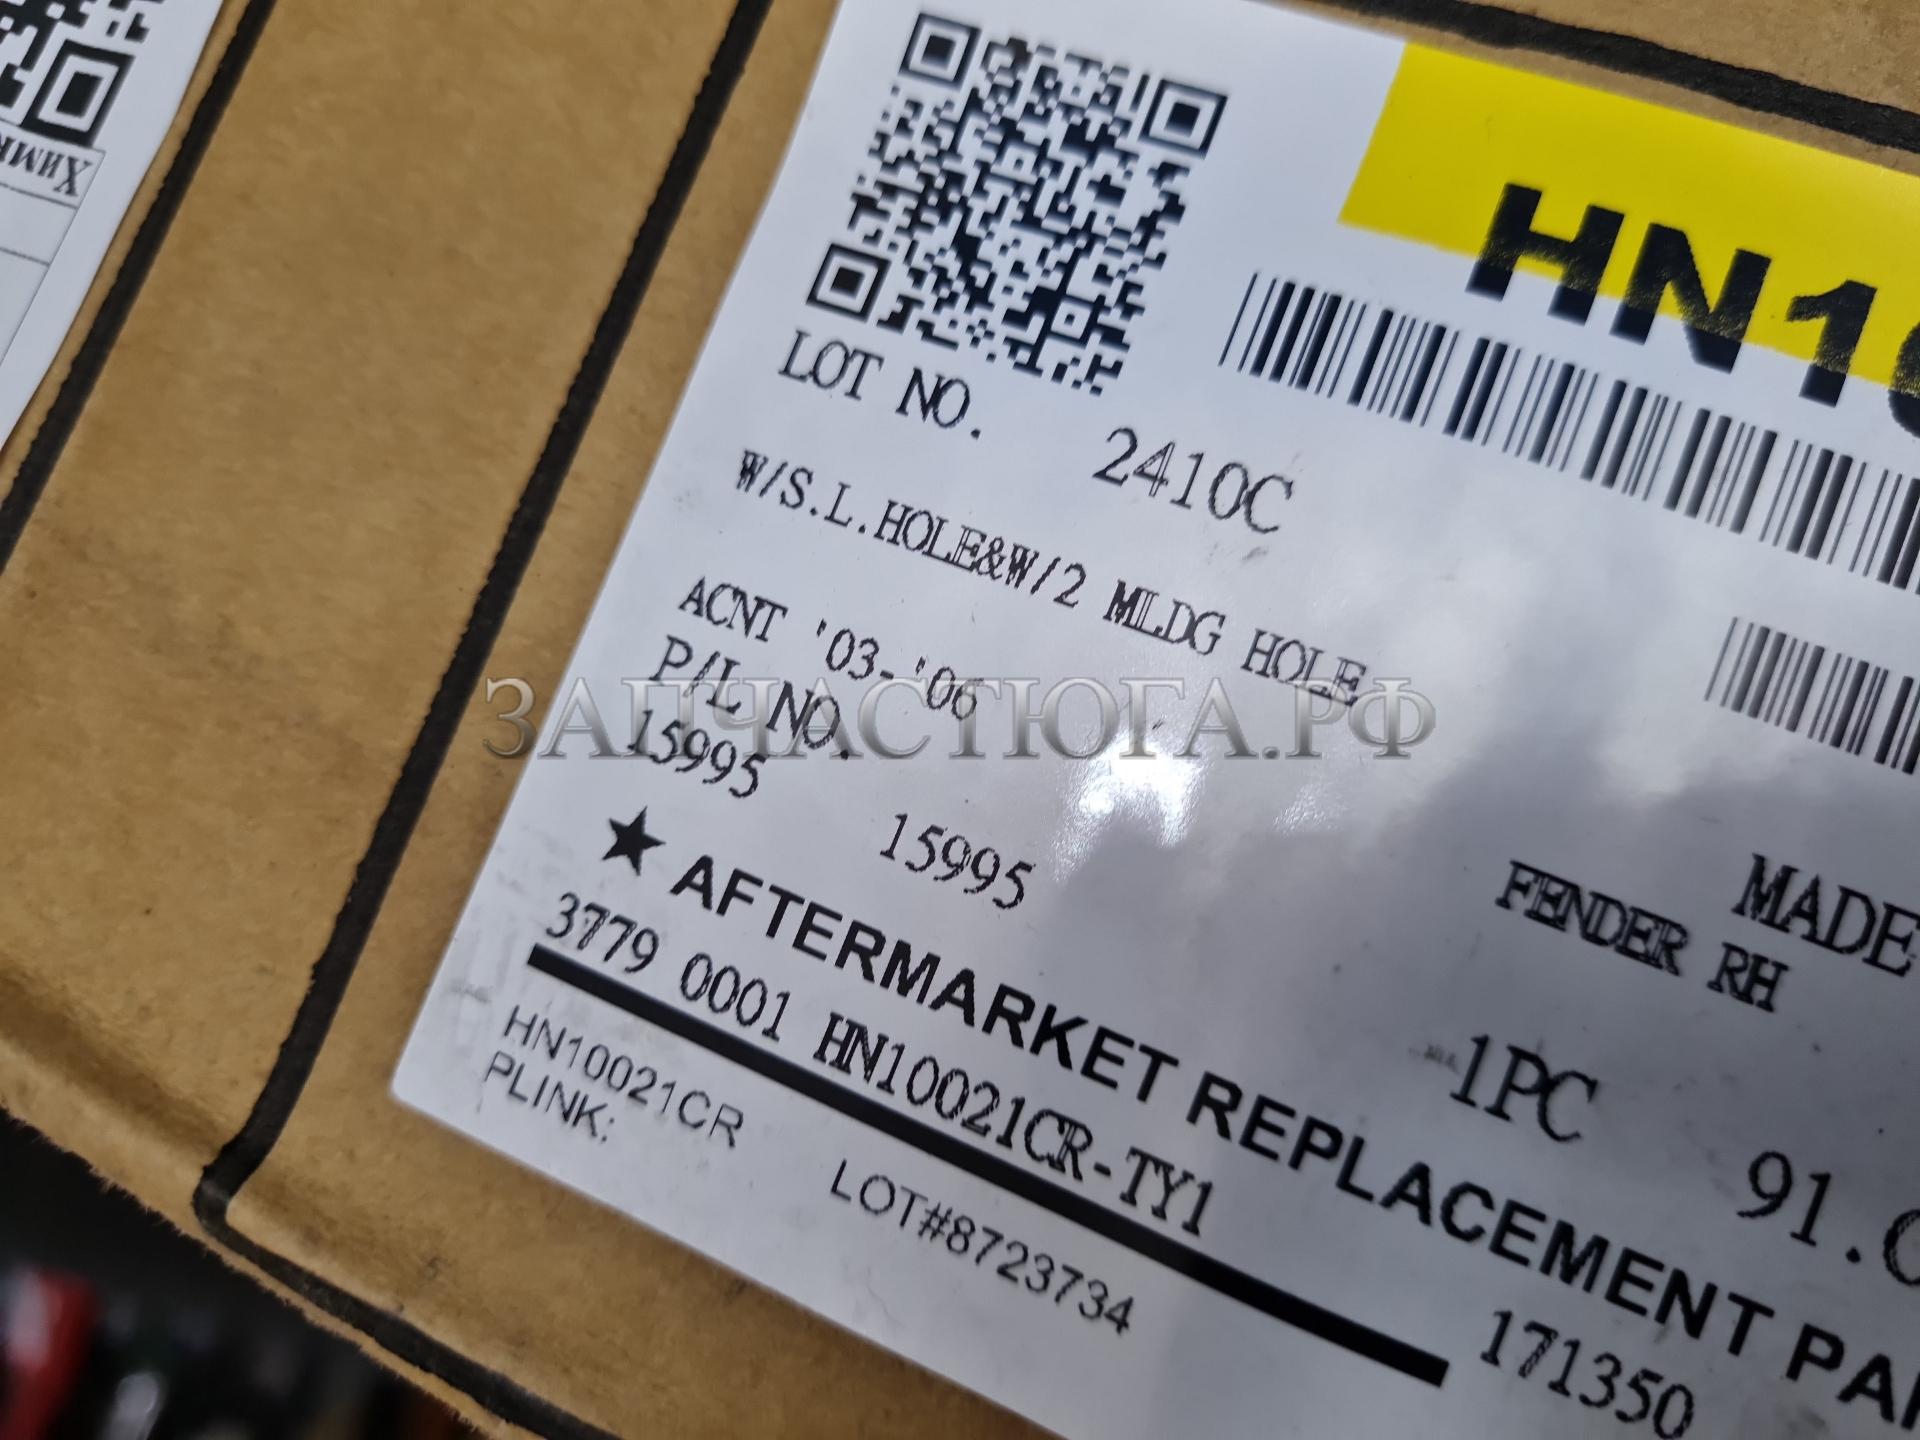 HN10
LOT NO. 2410C
W/S.L.HOLE&W/2 MLDG HOLE
ACNT '03-'06
P/L NO.
15995
15995
MADE
FENDER RH
1PC
91.
★ AFTERMARKET REPLACEMENT PA
3779 0001 HN10021CR-TY1
171350
HN10021CR
PLINK:
LOT#8723734
ЗАПЧАСТЮГА.РФ